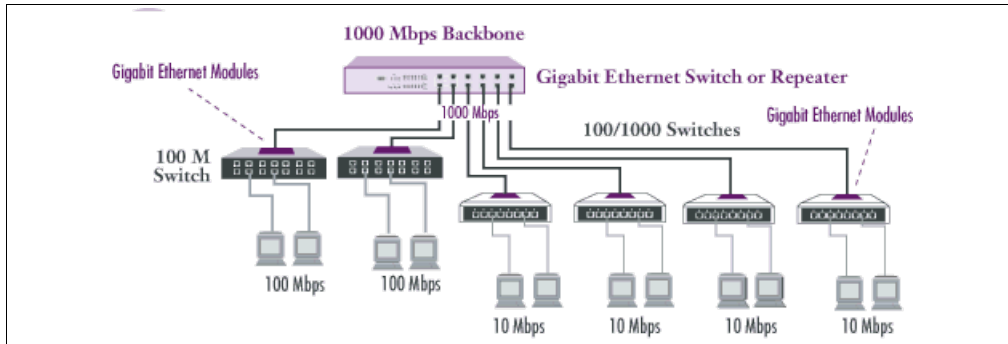 1000 Mbps Backbone
Gigabit Ethernet Modules
Gigabit Ethernet Switch or Repeater
1000 Mbps
100/1000 Switches
Gigabit Ethernet Modules
100 M
Switch
100 Mbps
100 Mbps
10 Mbps
10 Mbps
10 Mbps
10 Mbps